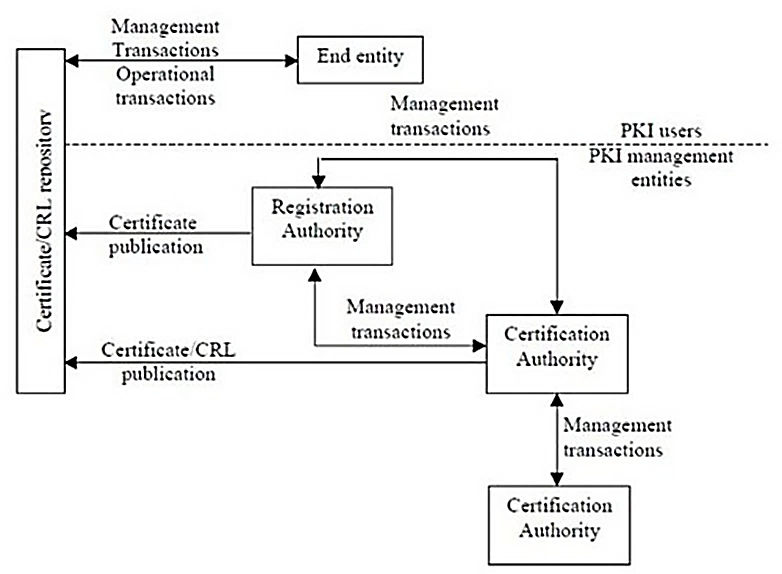 Management
Transactions
Operational
transactions
End entity
Management
transactions
PKI users
PKI management
entities
Certificate/CRL repository
Registration
Authority
Certificate
publication
Management
transactions
Certification
Authority
Certificate/CRL
publication
Management
transactions
Certification
Authority